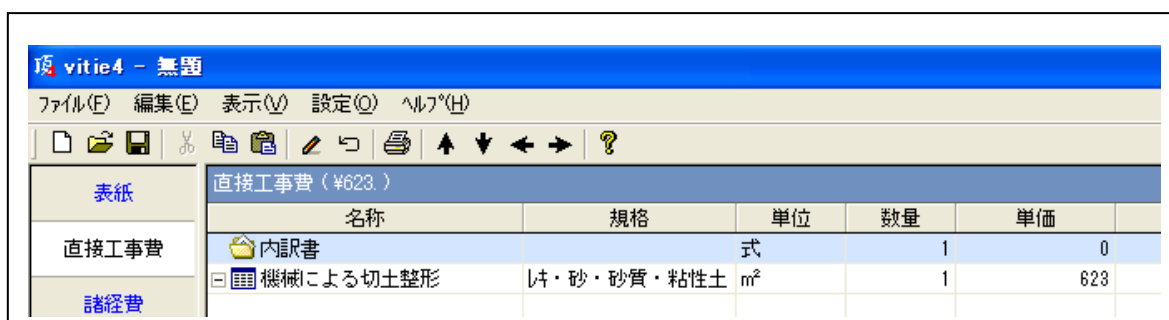 頂 vitie4 - 無題
ﾌｧｲﾙ(F) 編集(E) 表示(V) 設定(O) ﾍﾙﾌﾟ(H)
表紙
直接工事費
諸経費
直接工事費（¥623.）
名称 規格 単位 数量 単価
内訳書 式 1 0
機械による切土整形 ﾚｷ・砂・砂質・粘性土 ㎡ 1 623